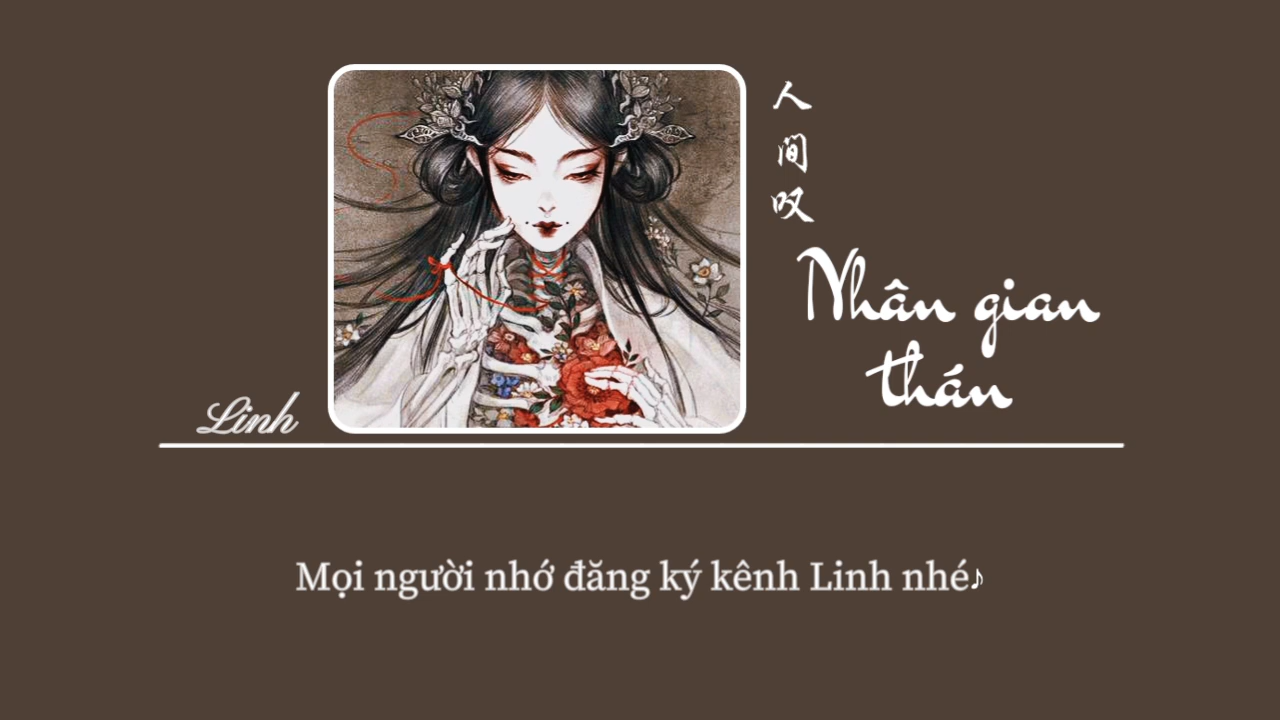 人间叹
Nhân gian
thán
Linh
Mọi người nhớ đăng ký kênh Linh nhé♪